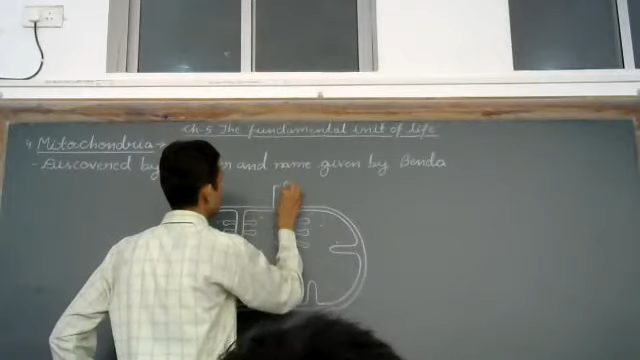 Ch-5 The fundamental unit of life
4 Mitochondria →
- Discovered by r and name given by Benda